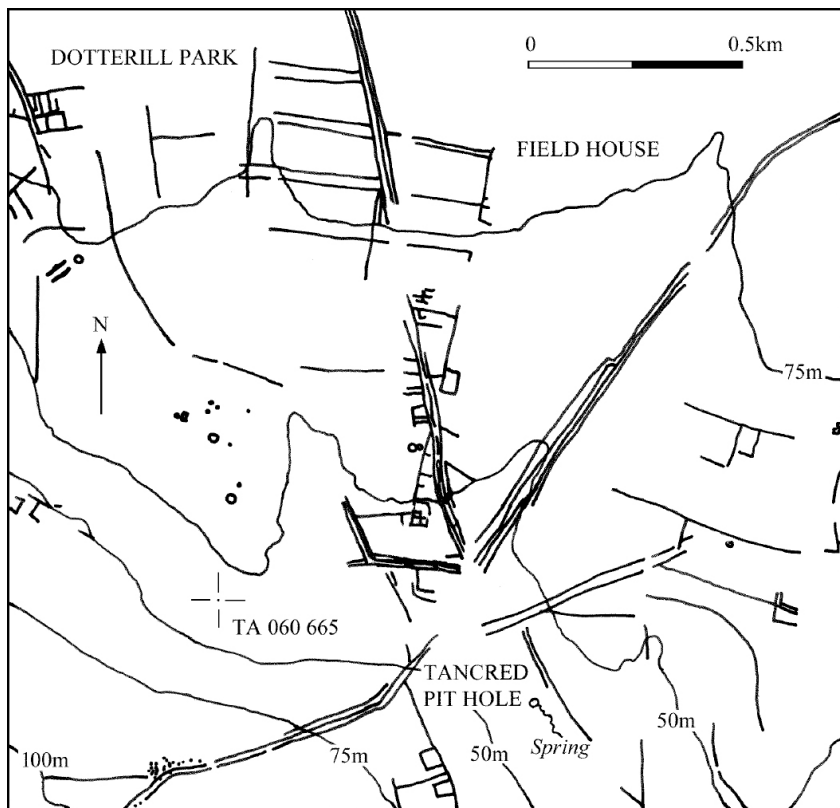 DOTTERILL PARK
0 0.5km
FIELD HOUSE
N
75m
TA 060 665
TANCRED
PIT HOLE
50m
Spring
100m
75m
50m